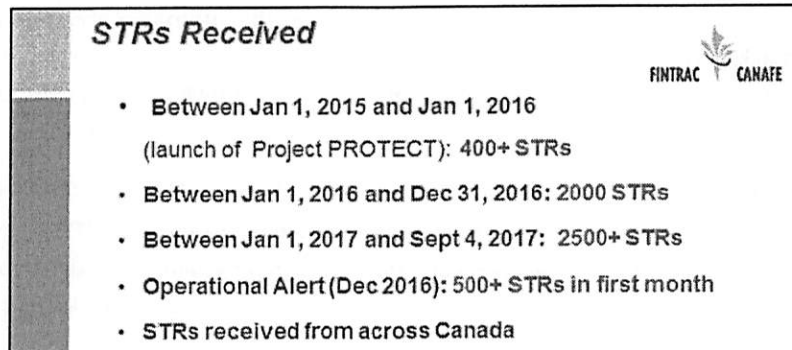 STRs Received
FINTRAC CANAFE
• Between Jan 1, 2015 and Jan 1, 2016
(launch of Project PROTECT): 400+ STRs
• Between Jan 1, 2016 and Dec 31, 2016: 2000 STRs
• Between Jan 1, 2017 and Sept 4, 2017: 2500+ STRs
• Operational Alert (Dec 2016): 500+ STRs in first month
• STRs received from across Canada